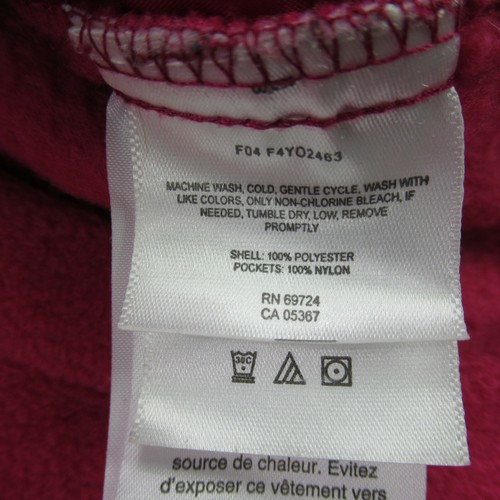 F04 F4YO2463
MACHINE WASH, COLD, GENTLE CYCLE, WASH WITH
LIKE COLORS, ONLY NON-CHLORINE BLEACH, IF
NEEDED, TUMBLE DRY, LOW, REMOVE
PROMPTLY
SHELL: 100% POLYESTER
POCKETS: 100% NYLON
RN 69724
CA 05367
30C
source de chaleur. Evitez
d'exposer ce vêtement vers